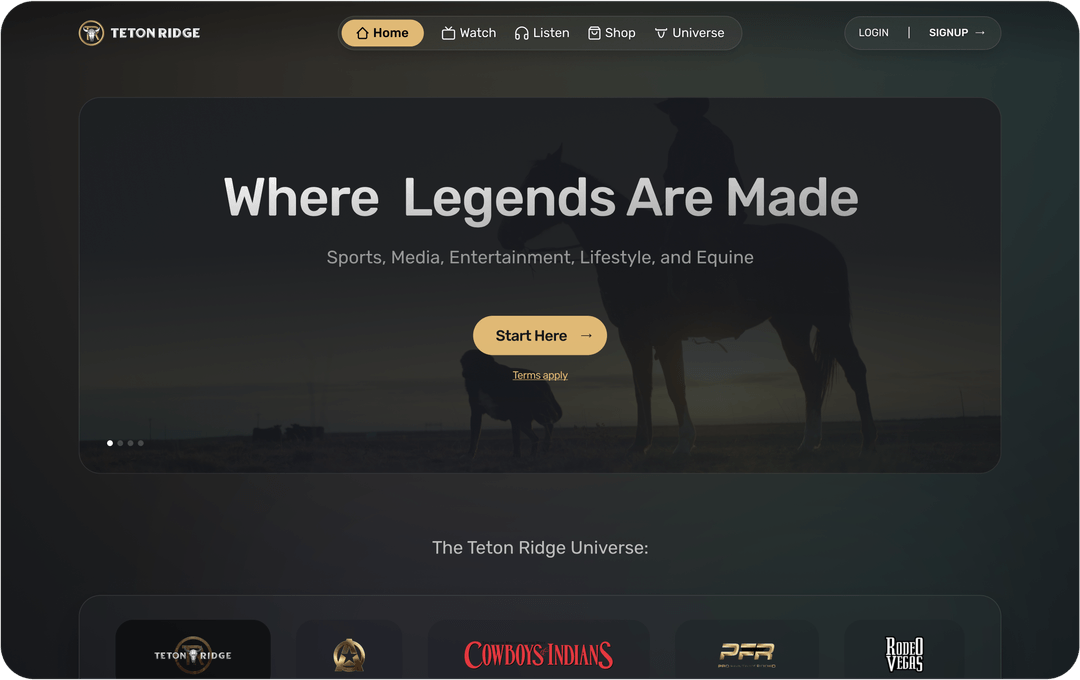 TETON RIDGE
Home
Watch
Listen
Shop
Universe
LOGIN | SIGNUP →
Where Legends Are Made
Sports, Media, Entertainment, Lifestyle, and Equine
Start Here →
Terms apply
The Teton Ridge Universe:
TETON RIDGE
COWBOYS & INDIANS
PFR
RODEO
VEGAS